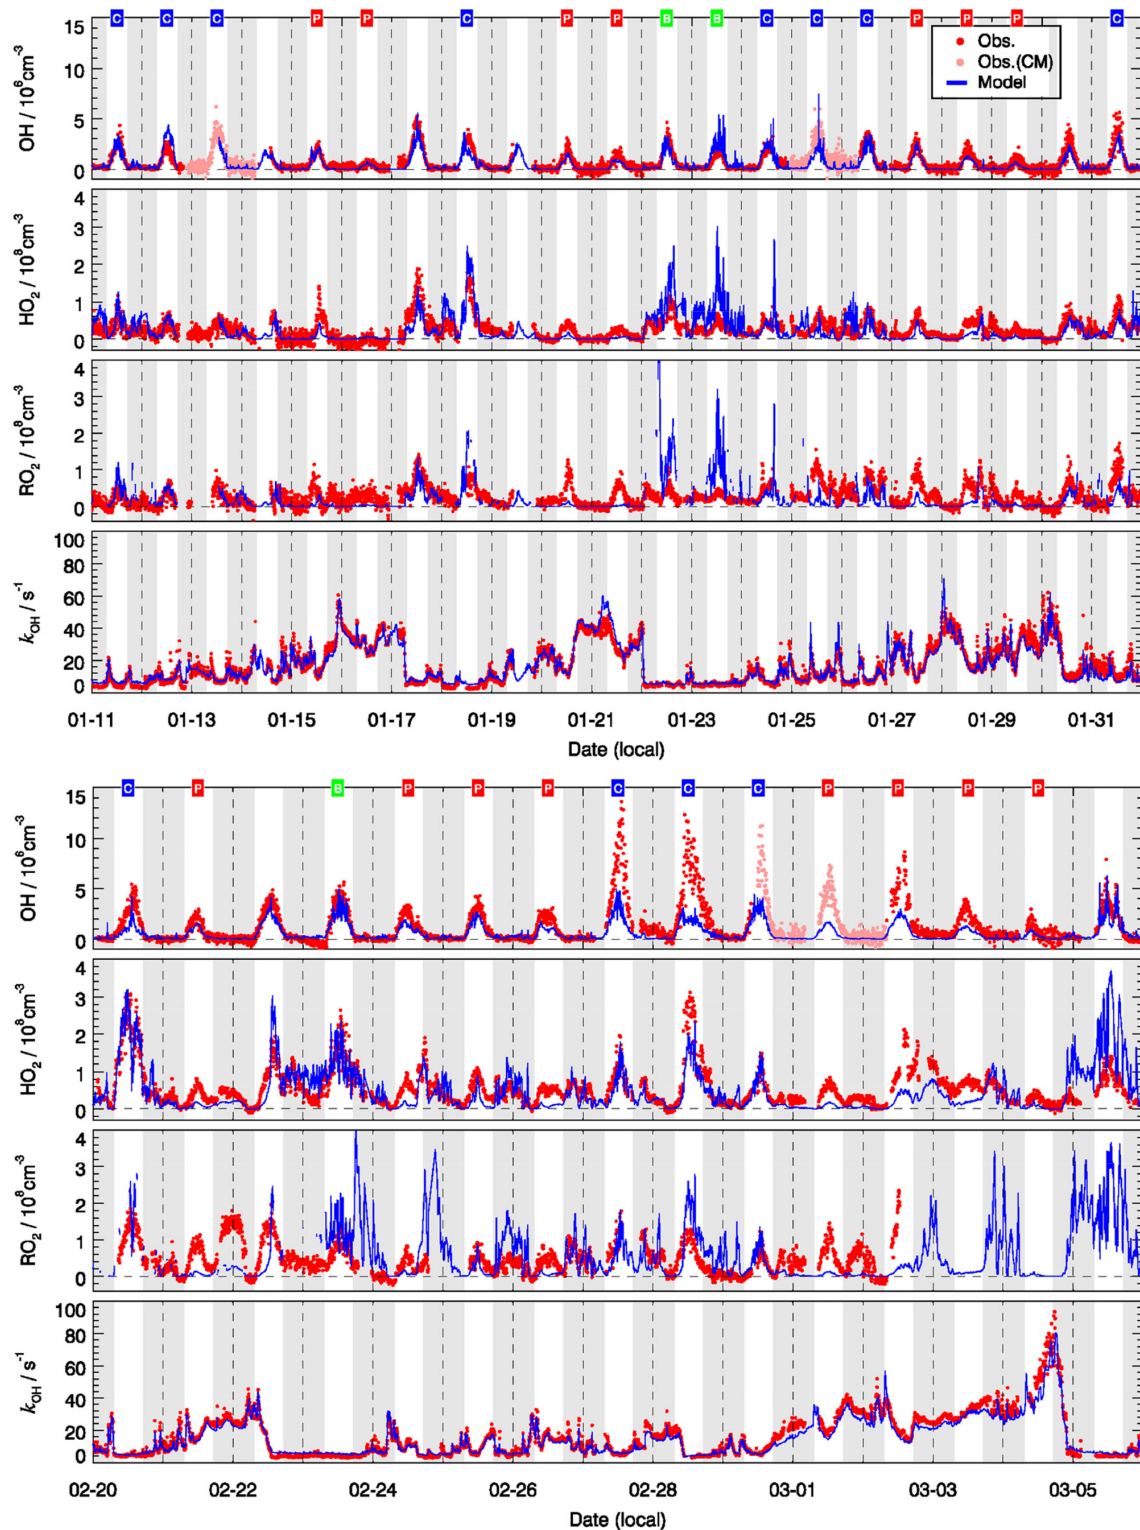 C C C P P C P P B B C C C P P P C
15
10
5
0
OH / 10⁶cm⁻³
Obs.
Obs.(CM)
Model
4
3
2
1
0
HO₂ / 10⁸cm⁻³
4
3
2
1
0
RO₂ / 10⁸cm⁻³
100
80
60
40
20
0
k_OH / s⁻¹
01-11 01-13 01-15 01-17 01-19 01-21 01-23 01-25 01-27 01-29 01-31
Date (local)
C P B P P P C C C P P P P
15
10
5
0
OH / 10⁶cm⁻³
4
3
2
1
0
HO₂ / 10⁸cm⁻³
4
3
2
1
0
RO₂ / 10⁸cm⁻³
100
80
60
40
20
0
k_OH / s⁻¹
02-20 02-22 02-24 02-26 02-28 03-01 03-03 03-05
Date (local)